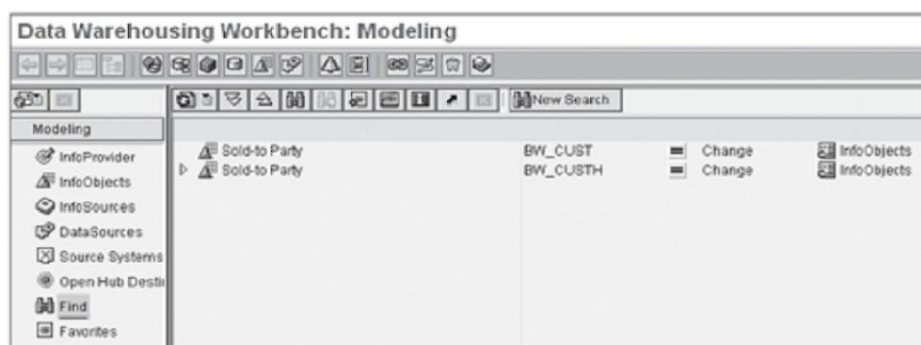 Data Warehousing Workbench: Modeling
New Search
Modeling
InfoProvider
InfoObjects
InfoSources
DataSources
Source Systems
Open Hub Desti
Find
Favorites
Sold-to Party BW_CUST Change InfoObjects
Sold-to Party BW_CUSTH Change InfoObjects